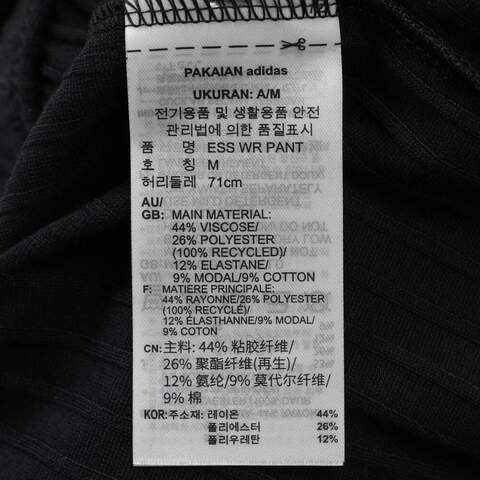 PAKAIAN adidas
UKURAN: A/M
전기용품 및 생활용품 안전
관리법에 의한 품질표시
품 명 ESS WR PANT
호 칭 M
허리둘레 71cm
AU/
GB: MAIN MATERIAL:
44% VISCOSE/
26% POLYESTER
(100% RECYCLED)/
12% ELASTANE/
9% MODAL/9% COTTON
F: MATIERE PRINCIPALE:
44% RAYONNE/26% POLYESTER
(100% RECYCLÉ)/
12% ÉLASTHANNE/9% MODAL/
9% COTON
CN: 主料: 44% 粘胶纤维/
26% 聚酯纤维(再生)/
12% 氨纶/9% 莫代尔纤维/
9% 棉
KOR: 주소재: 레이온 44%
폴리에스터 26%
폴리우레탄 12%